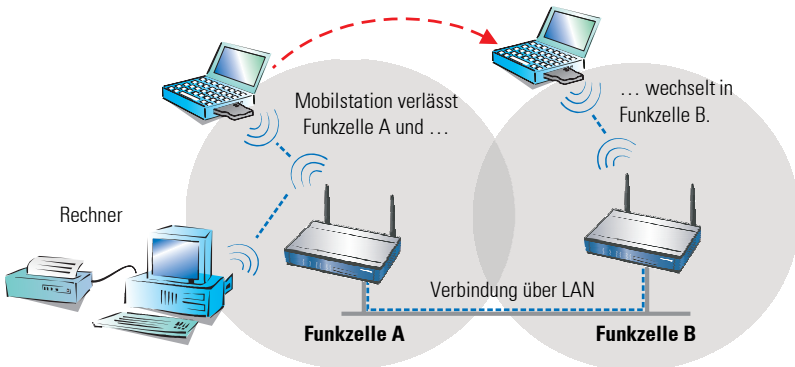 Mobilstation verlässt
Funkzelle A und …
… wechselt in
Funkzelle B.
Rechner
Verbindung über LAN
Funkzelle A
Funkzelle B